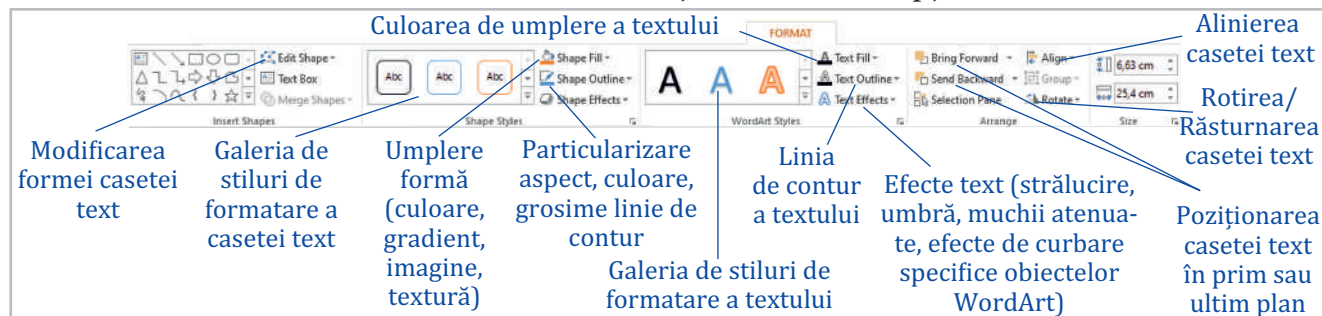 Culoarea de umplere a textului
FORMAT
Alinierea
casetei text
Edit Shape
Text Box
Merge Shapes
Insert Shapes
Abc
Abc
Abc
Shape Fill
Shape Outline
Shape Effects
Shape Styles
A
A
A
Text Fill
Text Outline
Text Effects
WordArt Styles
Bring Forward
Send Backward
Selection Pane
Align
Group
Rotate
Arrange
6,63 cm
25,4 cm
Size
Rotirea/
Răsturnarea
casetei text
Modificarea
formei casetei
text
Galeria de
stiluri de
formatare a
casetei text
Umplere
formă
(culoare,
gradient,
imagine,
textură)
Particularizare
aspect, culoare,
grosime linie de
contur
Galeria de stiluri de
formatare a textului
Linia
de contur
a textului
Efecte text (strălucire,
umbră, muchii atenua-
te, efecte de curbare
specifice obiectelor
WordArt)
Poziționarea
casetei text
în prim sau
ultim plan